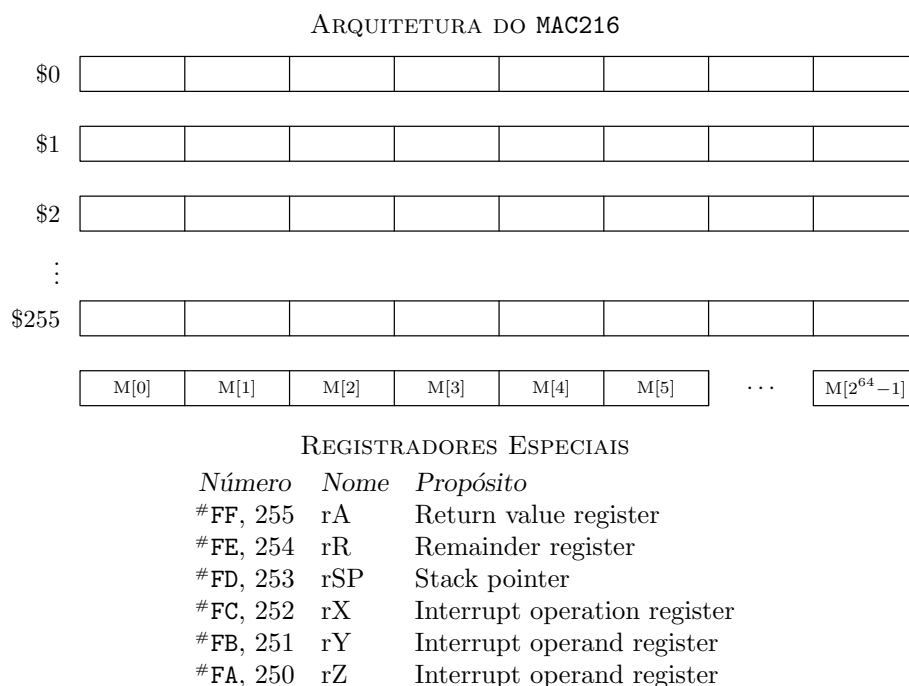 ARQUITETURA DO MAC216
$0
$1
$2
⋮
$255
M[0] M[1] M[2] M[3] M[4] M[5] ⋯ M[2^64−1]
REGISTRADORES ESPECIAIS
Número Nome Propósito
#FF, 255 rA Return value register
#FE, 254 rR Remainder register
#FD, 253 rSP Stack pointer
#FC, 252 rX Interrupt operation register
#FB, 251 rY Interrupt operand register
#FA, 250 rZ Interrupt operand register